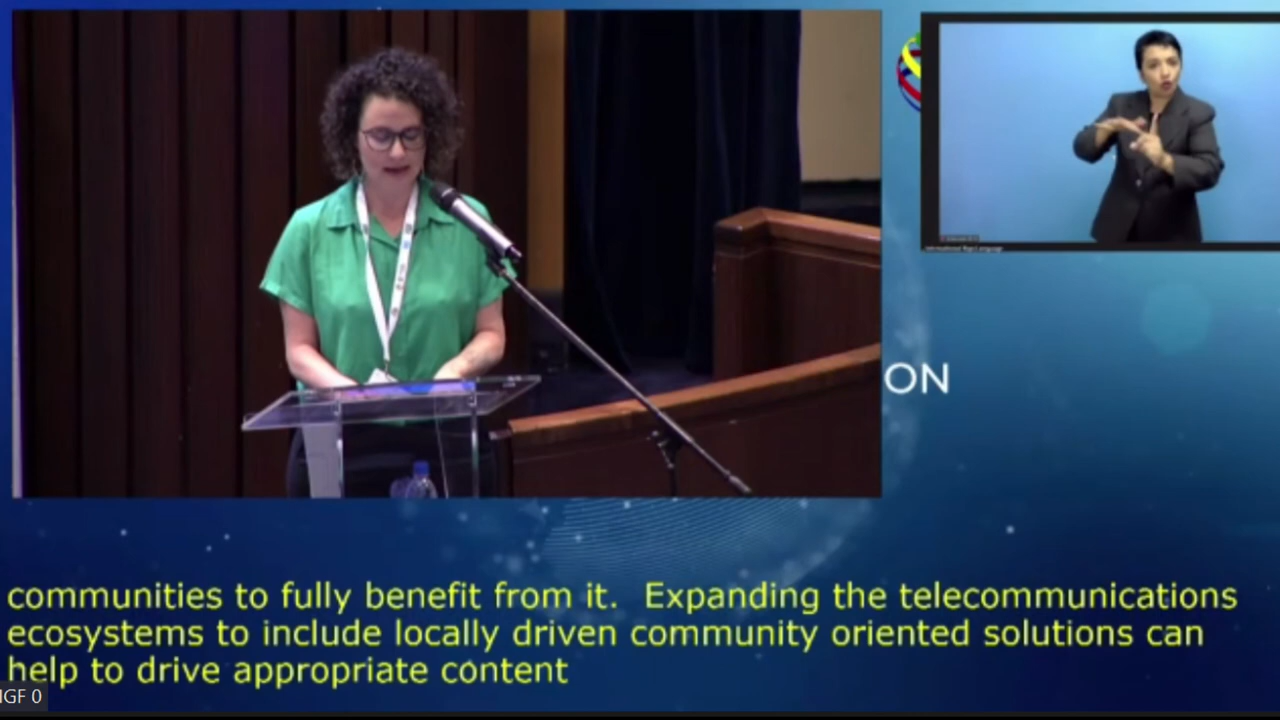 ON
communities to fully benefit from it.  Expanding the telecommunications
ecosystems to include locally driven community oriented solutions can
help to drive appropriate content
IGF 0